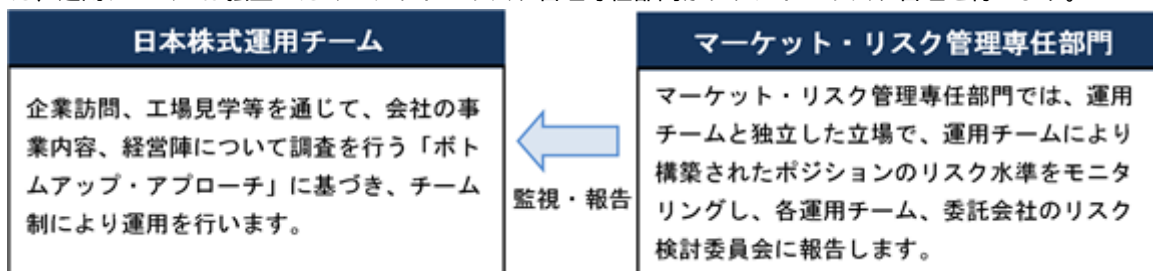 日本株式運用チーム
企業訪問、工場見学等を通じて、会社の事
業内容、経営陣について調査を行う「ボト
ムアップ・アプローチ」に基づき、チーム
制により運用を行います。
監視・報告
マーケット・リスク管理専任部門
マーケット・リスク管理専任部門では、運用
チームと独立した立場で、運用チームにより
構築されたポジションのリスク水準をモニタ
リングし、各運用チーム、委託会社のリスク
検討委員会に報告します。